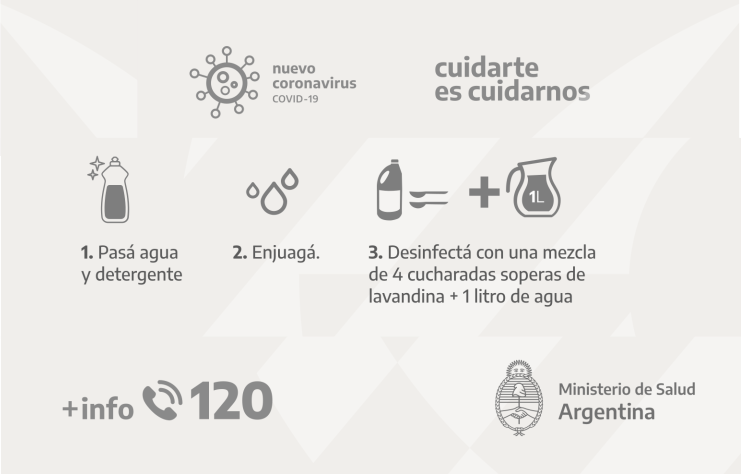 nuevo
coronavirus
COVID-19
cuidarte
es cuidarnos
1. Pasá agua
y detergente
2. Enjuagá.
1L
3. Desinfectá con una mezcla
de 4 cucharadas soperas de
lavandina + 1 litro de agua
+info 120
Ministerio de Salud
Argentina